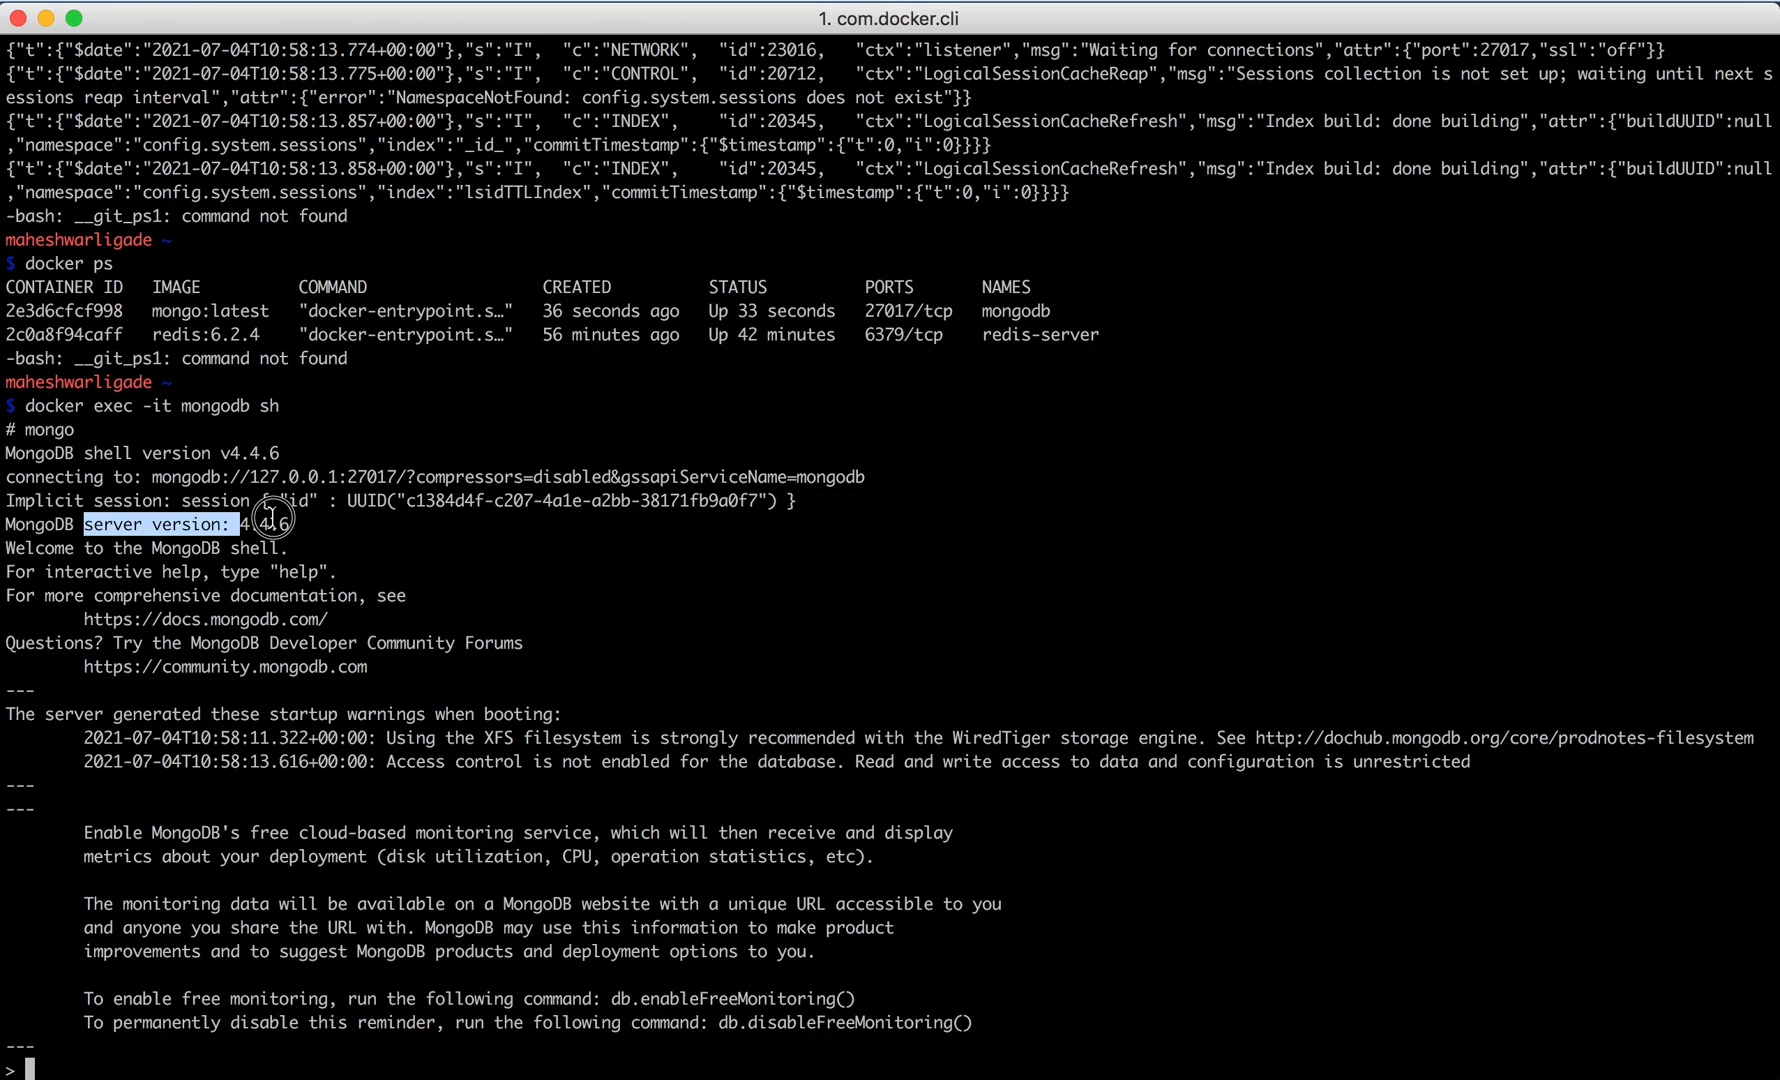 1. com.docker.cli
{"t":{"$date":"2021-07-04T10:58:13.774+00:00"},"s":"I",  "c":"NETWORK",  "id":23016,   "ctx":"listener","msg":"Waiting for connections","attr":{"port":27017,"ssl":"off"}}
{"t":{"$date":"2021-07-04T10:58:13.775+00:00"},"s":"I",  "c":"CONTROL",  "id":20712,   "ctx":"LogicalSessionCacheReap","msg":"Sessions collection is not set up; waiting until next s
essions reap interval","attr":{"error":"NamespaceNotFound: config.system.sessions does not exist"}}
{"t":{"$date":"2021-07-04T10:58:13.857+00:00"},"s":"I",  "c":"INDEX",    "id":20345,   "ctx":"LogicalSessionCacheRefresh","msg":"Index build: done building","attr":{"buildUUID":null
,"namespace":"config.system.sessions","index":"_id_","commitTimestamp":{"$timestamp":{"t":0,"i":0}}}}
{"t":{"$date":"2021-07-04T10:58:13.858+00:00"},"s":"I",  "c":"INDEX",    "id":20345,   "ctx":"LogicalSessionCacheRefresh","msg":"Index build: done building","attr":{"buildUUID":null
,"namespace":"config.system.sessions","index":"lsidTTLIndex","commitTimestamp":{"$timestamp":{"t":0,"i":0}}}}
-bash: __git_ps1: command not found
maheshwarligade ~
$ docker ps
CONTAINER ID   IMAGE          COMMAND                  CREATED          STATUS          PORTS       NAMES
2e3d6cfcf998   mongo:latest   "docker-entrypoint.s…"   36 seconds ago   Up 33 seconds   27017/tcp   mongodb
2c0a8f94caff   redis:6.2.4    "docker-entrypoint.s…"   56 minutes ago   Up 42 minutes   6379/tcp    redis-server
-bash: __git_ps1: command not found
maheshwarligade ~
$ docker exec -it mongodb sh
# mongo
MongoDB shell version v4.4.6
connecting to: mongodb://127.0.0.1:27017/?compressors=disabled&gssapiServiceName=mongodb
Implicit session: session { "id" : UUID("c1384d4f-c207-4a1e-a2bb-38171fb9a0f7") }
MongoDB server version: 4.4.6
Welcome to the MongoDB shell.
For interactive help, type "help".
For more comprehensive documentation, see
https://docs.mongodb.com/
Questions? Try the MongoDB Developer Community Forums
https://community.mongodb.com
---
The server generated these startup warnings when booting:
2021-07-04T10:58:11.322+00:00: Using the XFS filesystem is strongly recommended with the WiredTiger storage engine. See http://dochub.mongodb.org/core/prodnotes-filesystem
2021-07-04T10:58:13.616+00:00: Access control is not enabled for the database. Read and write access to data and configuration is unrestricted
---
---
Enable MongoDB's free cloud-based monitoring service, which will then receive and display
metrics about your deployment (disk utilization, CPU, operation statistics, etc).
The monitoring data will be available on a MongoDB website with a unique URL accessible to you
and anyone you share the URL with. MongoDB may use this information to make product
improvements and to suggest MongoDB products and deployment options to you.
To enable free monitoring, run the following command: db.enableFreeMonitoring()
To permanently disable this reminder, run the following command: db.disableFreeMonitoring()
---
>